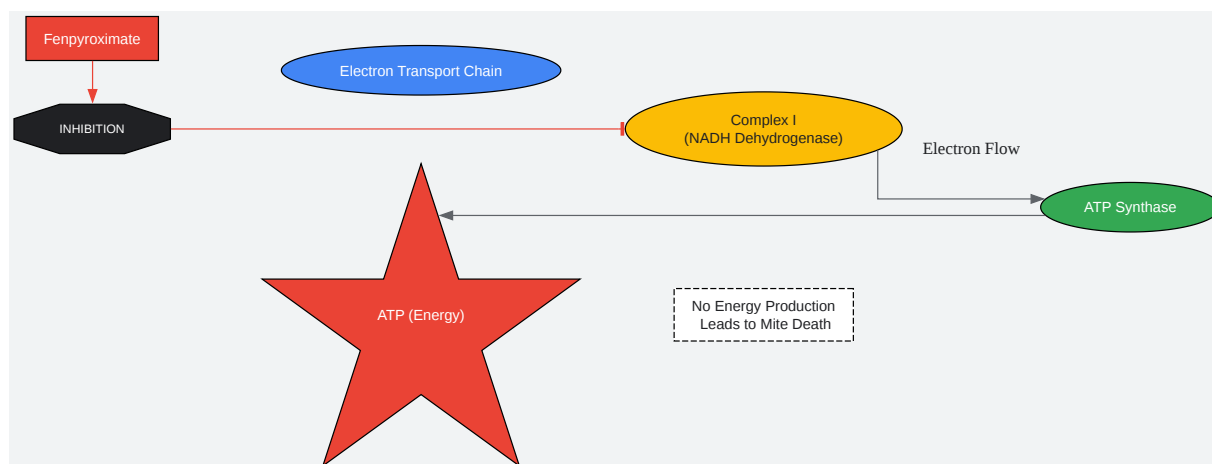 Fenpyroximate
Electron Transport Chain
INHIBITION
Complex I
(NADH Dehydrogenase)
Electron Flow
ATP Synthase
ATP (Energy)
No Energy Production
Leads to Mite Death